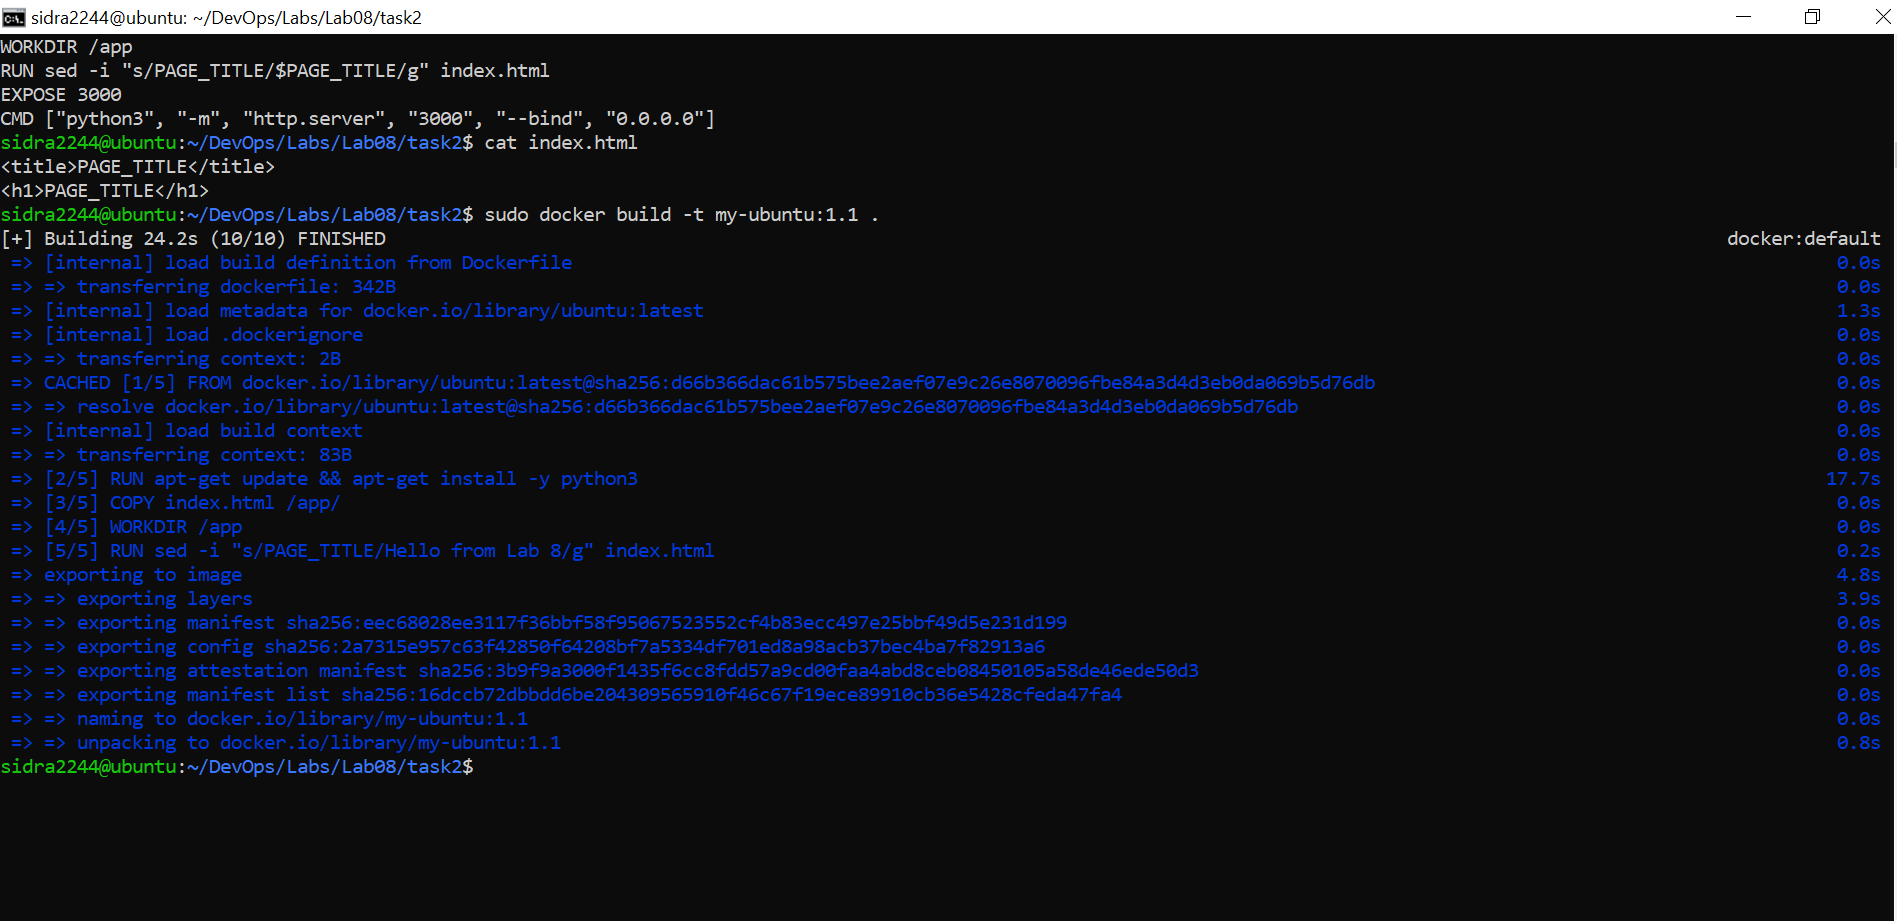 sidra2244@ubuntu: ~/DevOps/Labs/Lab08/task2
WORKDIR /app
RUN sed -i "s/PAGE_TITLE/$PAGE_TITLE/g" index.html
EXPOSE 3000
CMD ["python3", "-m", "http.server", "3000", "--bind", "0.0.0.0"]
sidra2244@ubuntu:~/DevOps/Labs/Lab08/task2$ cat index.html
<title>PAGE_TITLE</title>
<h1>PAGE_TITLE</h1>
sidra2244@ubuntu:~/DevOps/Labs/Lab08/task2$ sudo docker build -t my-ubuntu:1.1 .
[+] Building 24.2s (10/10) FINISHED docker:default
=> [internal] load build definition from Dockerfile 0.0s
=> => transferring dockerfile: 342B 0.0s
=> [internal] load metadata for docker.io/library/ubuntu:latest 1.3s
=> [internal] load .dockerignore 0.0s
=> => transferring context: 2B 0.0s
=> CACHED [1/5] FROM docker.io/library/ubuntu:latest@sha256:d66b366dac61b575bee2aef07e9c26e8070096fbe84a3d4d3eb0da069b5d76db 0.0s
=> => resolve docker.io/library/ubuntu:latest@sha256:d66b366dac61b575bee2aef07e9c26e8070096fbe84a3d4d3eb0da069b5d76db 0.0s
=> [internal] load build context 0.0s
=> => transferring context: 83B 0.0s
=> [2/5] RUN apt-get update && apt-get install -y python3 17.7s
=> [3/5] COPY index.html /app/ 0.0s
=> [4/5] WORKDIR /app 0.0s
=> [5/5] RUN sed -i "s/PAGE_TITLE/Hello from Lab 8/g" index.html 0.2s
=> exporting to image 4.8s
=> => exporting layers 3.9s
=> => exporting manifest sha256:eec68028ee3117f36bbf58f95067523552cf4b83ecc497e25bbf49d5e231d199 0.0s
=> => exporting config sha256:2a7315e957c63f42850f64208bf7a5334df701ed8a98acb37bec4ba7f82913a6 0.0s
=> => exporting attestation manifest sha256:3b9f9a3000f1435f6cc8fdd57a9cd00faa4abd8ceb08450105a58de46ede50d3 0.0s
=> => exporting manifest list sha256:16dccb72dbbdd6be204309565910f46c67f19ece89910cb36e5428cfeda47fa4 0.0s
=> => naming to docker.io/library/my-ubuntu:1.1 0.0s
=> => unpacking to docker.io/library/my-ubuntu:1.1 0.8s
sidra2244@ubuntu:~/DevOps/Labs/Lab08/task2$